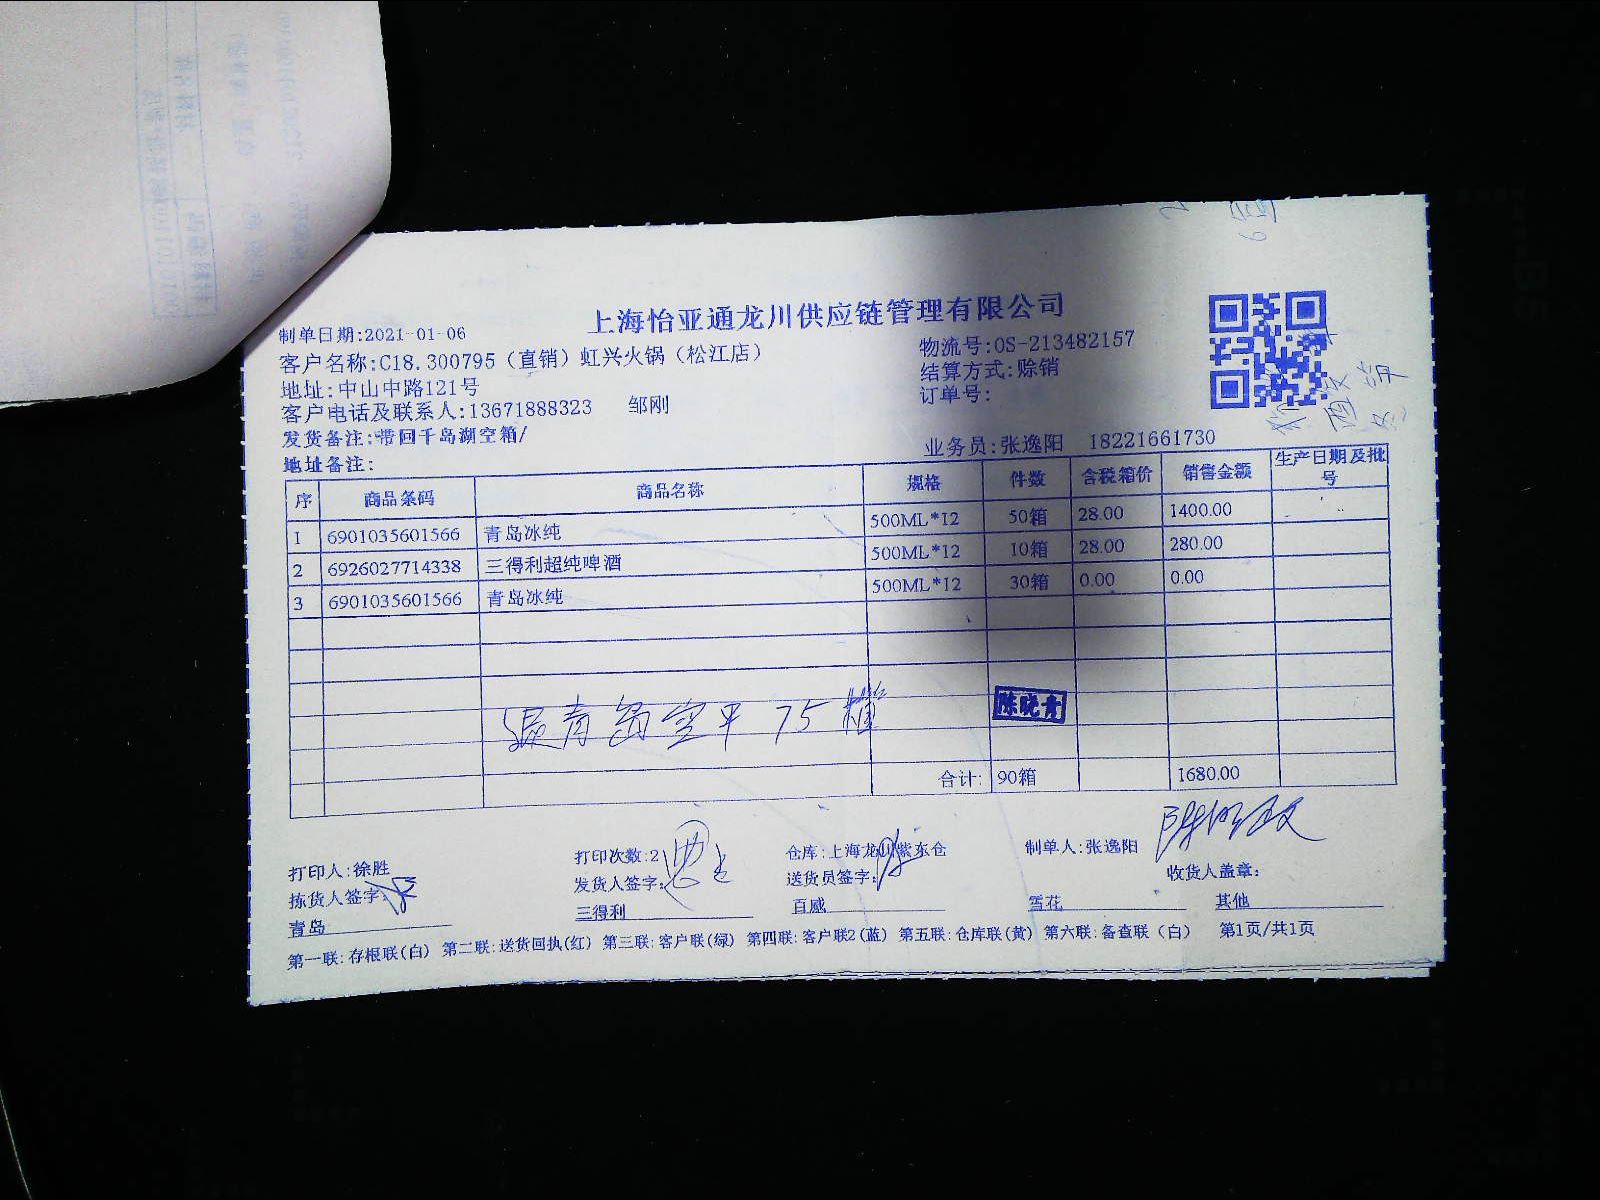 上海怡亚通龙川供应链管理有限公司
制单日期:2021-01-06
客户名称:C18.300795（直销）虹兴火锅（松江店）
物流号:OS-213482157
地址:中山中路121号
结算方式:赊销
客户电话及联系人:13671888323 邹刚
订单号:
发货备注:带回千岛湖空箱/
业务员:张逸阳 18221661730
地址备注:
序 商品条码 商品名称 规格 件数 含税箱价 销售金额 生产日期及批号
1 6901035601566 青岛冰纯 500ML*12 50箱 28.00 1400.00
2 6926027714338 三得利超纯啤酒 500ML*12 10箱 28.00 280.00
3 6901035601566 青岛冰纯 500ML*12 30箱 0.00 0.00
退青岛空平75箱
陈晓青
合计: 90箱 1680.00
打印人:徐胜 打印次数:2 仓库:上海龙川紫东仓 制单人:张逸阳
拣货人签字: 发货人签字: 送货员签字: 收货人盖章:
青岛 三得利 百威 雪花 其他
第一联:存根联(白) 第二联:送货回执(红) 第三联:客户联(绿) 第四联:客户联2(蓝) 第五联:仓库联(黄) 第六联:备查联（白） 第1页/共1页